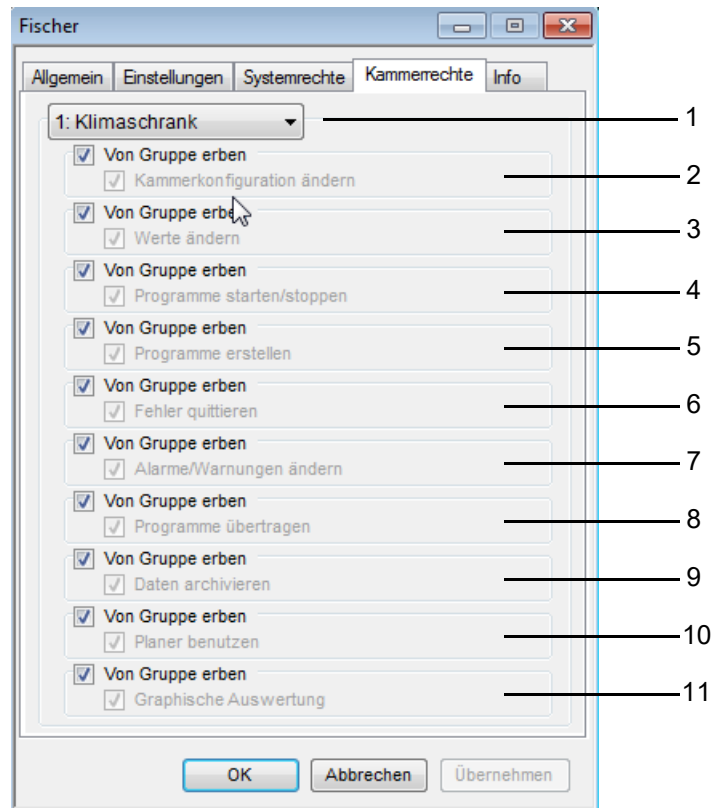 Fischer
Allgemein Einstellungen Systemrechte Kammerrechte Info
1: Klimaschrank 1
Von Gruppe erben
Kammerkonfiguration ändern 2
Von Gruppe erben
Werte ändern 3
Von Gruppe erben
Programme starten/stoppen 4
Von Gruppe erben
Programme erstellen 5
Von Gruppe erben
Fehler quittieren 6
Von Gruppe erben
Alarme/Warnungen ändern 7
Von Gruppe erben
Programme übertragen 8
Von Gruppe erben
Daten archivieren 9
Von Gruppe erben
Planer benutzen 10
Von Gruppe erben
Graphische Auswertung 11
OK Abbrechen Übernehmen